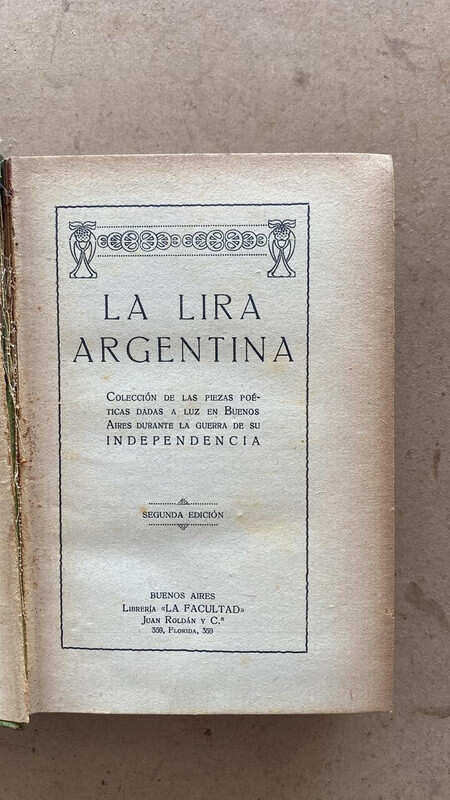 LA LIRA
ARGENTINA
Colección de las piezas poé-
ticas dadas a luz en Buenos
Aires durante la guerra de su
INDEPENDENCIA
SEGUNDA EDICIÓN
BUENOS AIRES
Librería «LA FACULTAD»
Juan Roldán y C.ª
359, Florida, 359